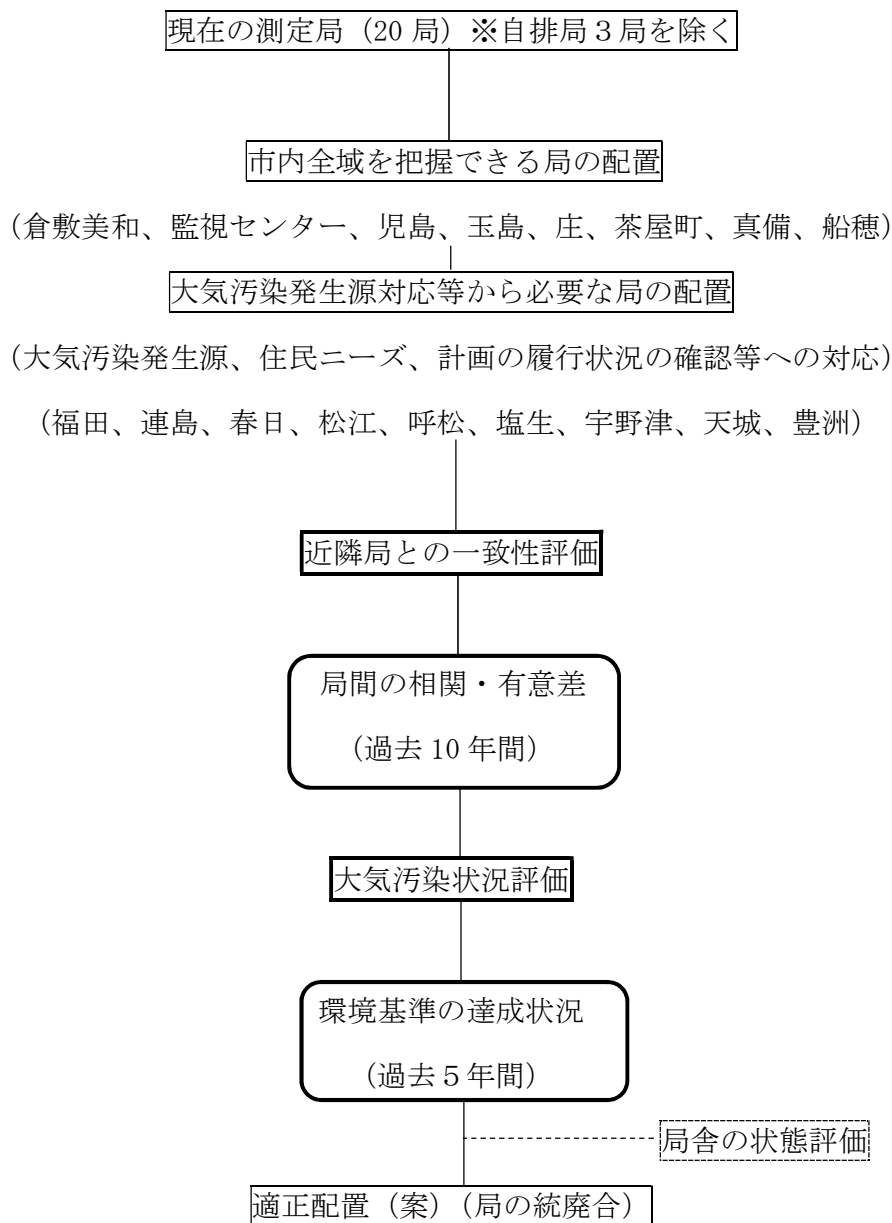 現在の測定局（20 局）※自排局３局を除く
市内全域を把握できる局の配置
（倉敷美和、監視センター、児島、玉島、庄、茶屋町、真備、船穂）
大気汚染発生源対応等から必要な局の配置
（大気汚染発生源、住民ニーズ、計画の履行状況の確認等への対応）
（福田、連島、春日、松江、呼松、塩生、宇野津、天城、豊洲）
近隣局との一致性評価
局間の相関・有意差
（過去 10 年間）
大気汚染状況評価
環境基準の達成状況
（過去５年間）
局舎の状態評価
適正配置（案）（局の統廃合）